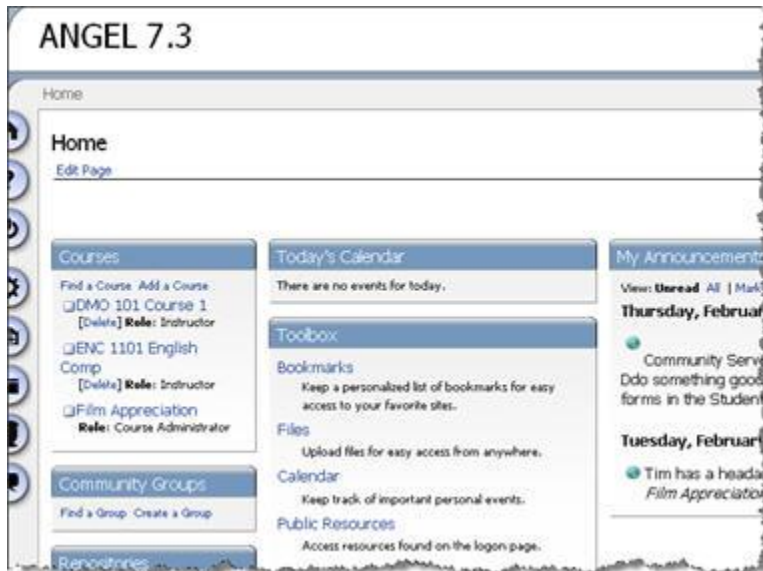 ANGEL 7.3
Home
Home
Edit Page
Courses
Find a Course Add a Course
DMO 101 Course 1
[Delete] Role: Instructor
ENC 1101 English
Comp
[Delete] Role: Instructor
Film Appreciation
Role: Course Administrator
Community Groups
Find a Group Create a Group
Repositories
Today's Calendar
There are no events for today.
Toolbox
Bookmarks
Keep a personalized list of bookmarks for easy
access to your favorite sites.
Files
Upload files for easy access from anywhere.
Calendar
Keep track of important personal events.
Public Resources
Access resources found on the logon page.
My Announcements
View: Unread All | Mark
Thursday, Februar
Community Serv
Ddo something good
forms in the Student
Tuesday, Februar
Tim has a heada
Film Appreciation